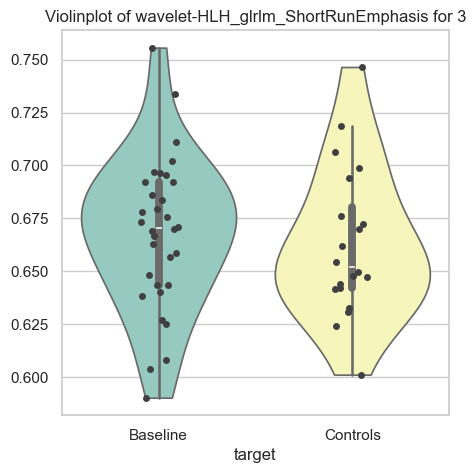 Violinplot of wavelet-HLH_glrlm_ShortRunEmphasis for 3
0.750
0.725
0.700
0.675
0.650
0.625
0.600
Baseline
Controls
target